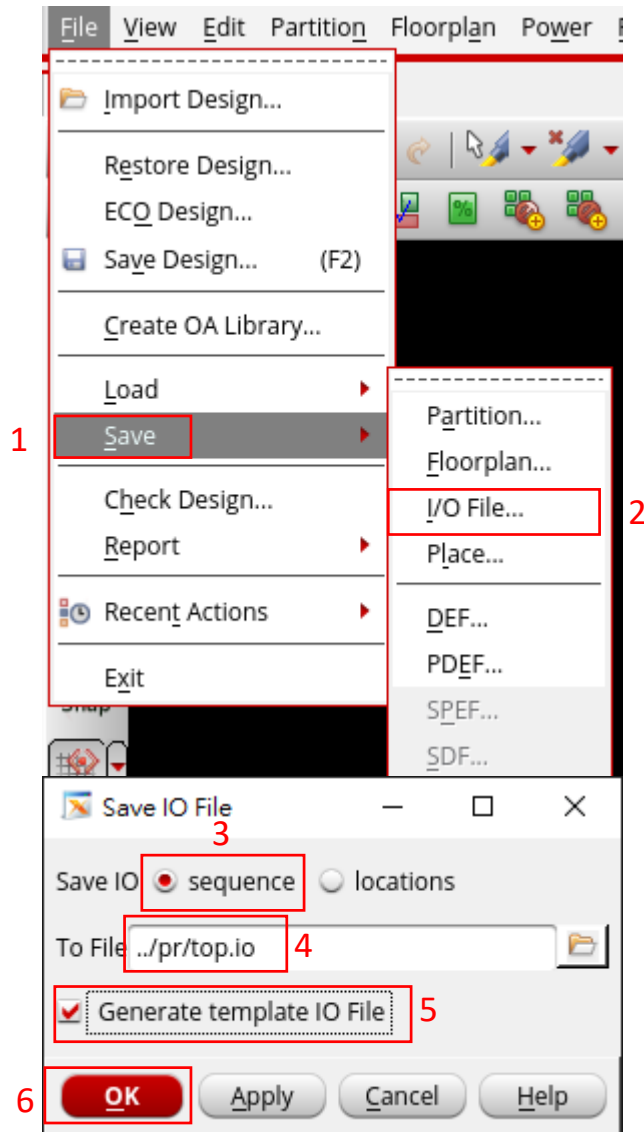 File View Edit Partition Floorplan Power
Import Design...
Restore Design...
ECO Design...
%
Save Design... (F2)
Create OA Library...
Load
1 Save
Partition...
Floorplan...
Check Design...
I/O File... 2
Report
Place...
Recent Actions
DEF...
PDEF...
Exit
SPEF...
Snap
SDF...
Save IO File
3
Save IO sequence locations
To File ../pr/top.io 4
Generate template IO File 5
6 OK Apply Cancel Help